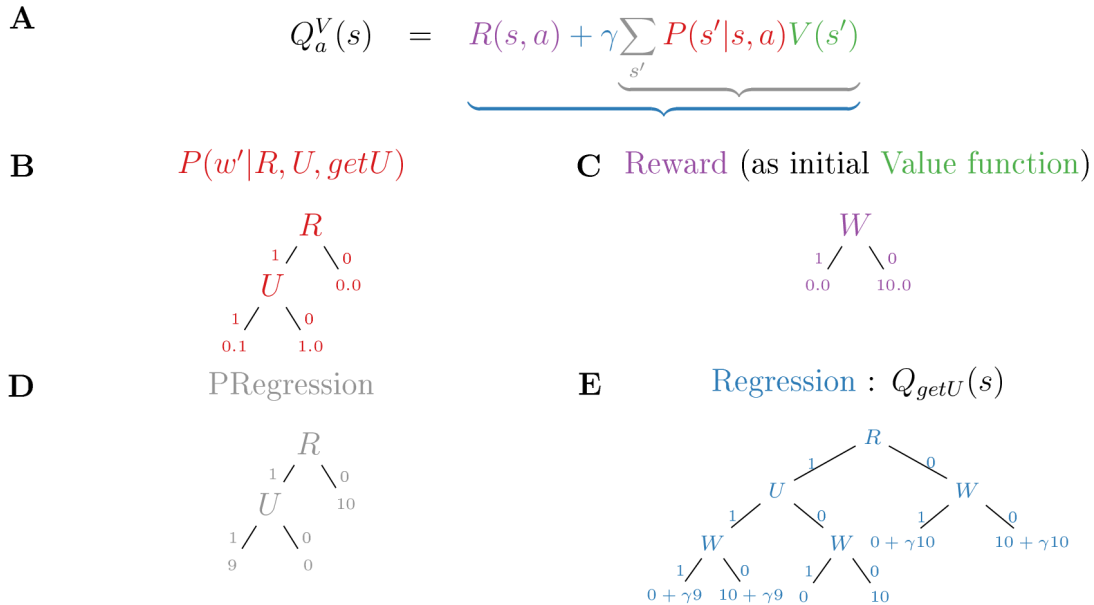 A
Q_a^V(s) = R(s, a) + γ∑_{s′} P(s′|s, a)V(s′)
B P(w′|R, U, getU)
C Reward (as initial Value function)
R
1 0
U 0.0
1 0
0.1 1.0
W
1 0
0.0 10.0
D PRegression
E Regression : Q_{getU}(s)
R
1 0
U 10
1 0
9 0
R
1 0
U W
1 0 1 0
W W 0 + γ10 10 + γ10
1 0 1 0
0 + γ9 10 + γ9 0 10